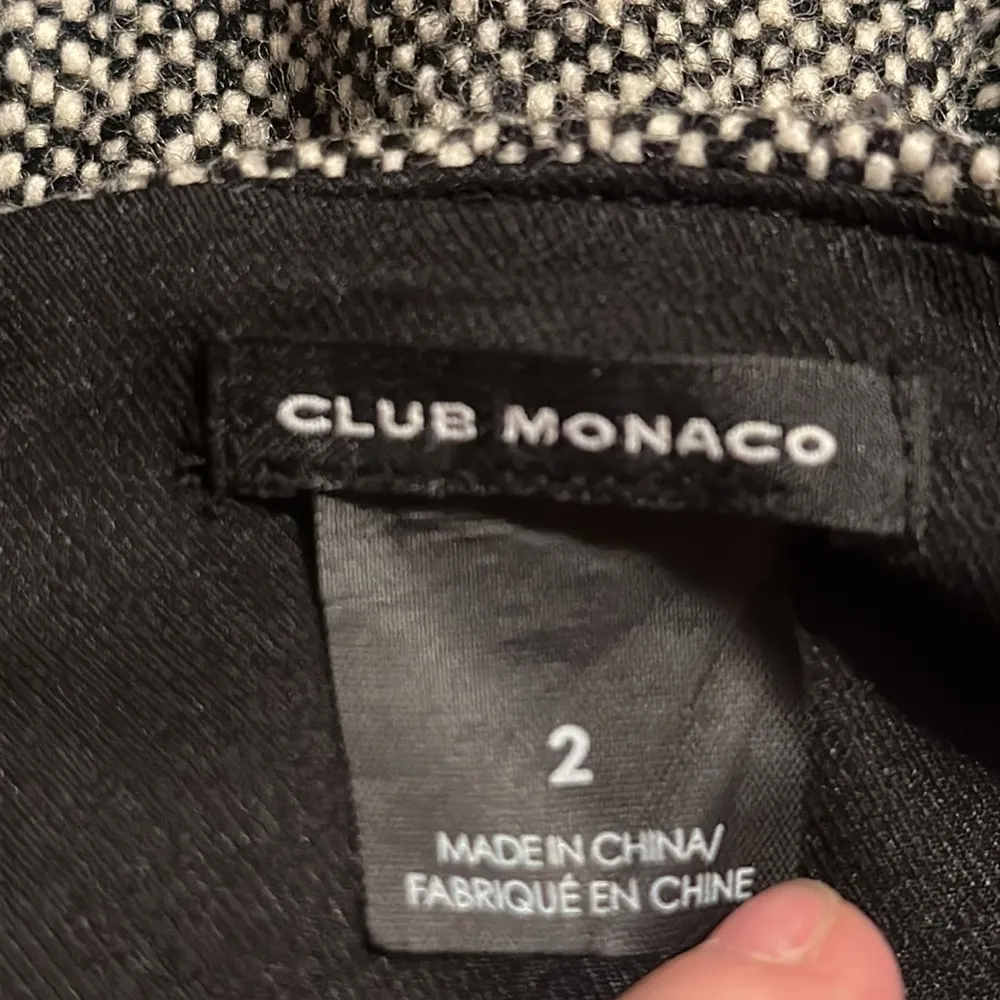 CLUB MONACO
2
MADE IN CHINA/
FABRIQUÉ EN CHINE